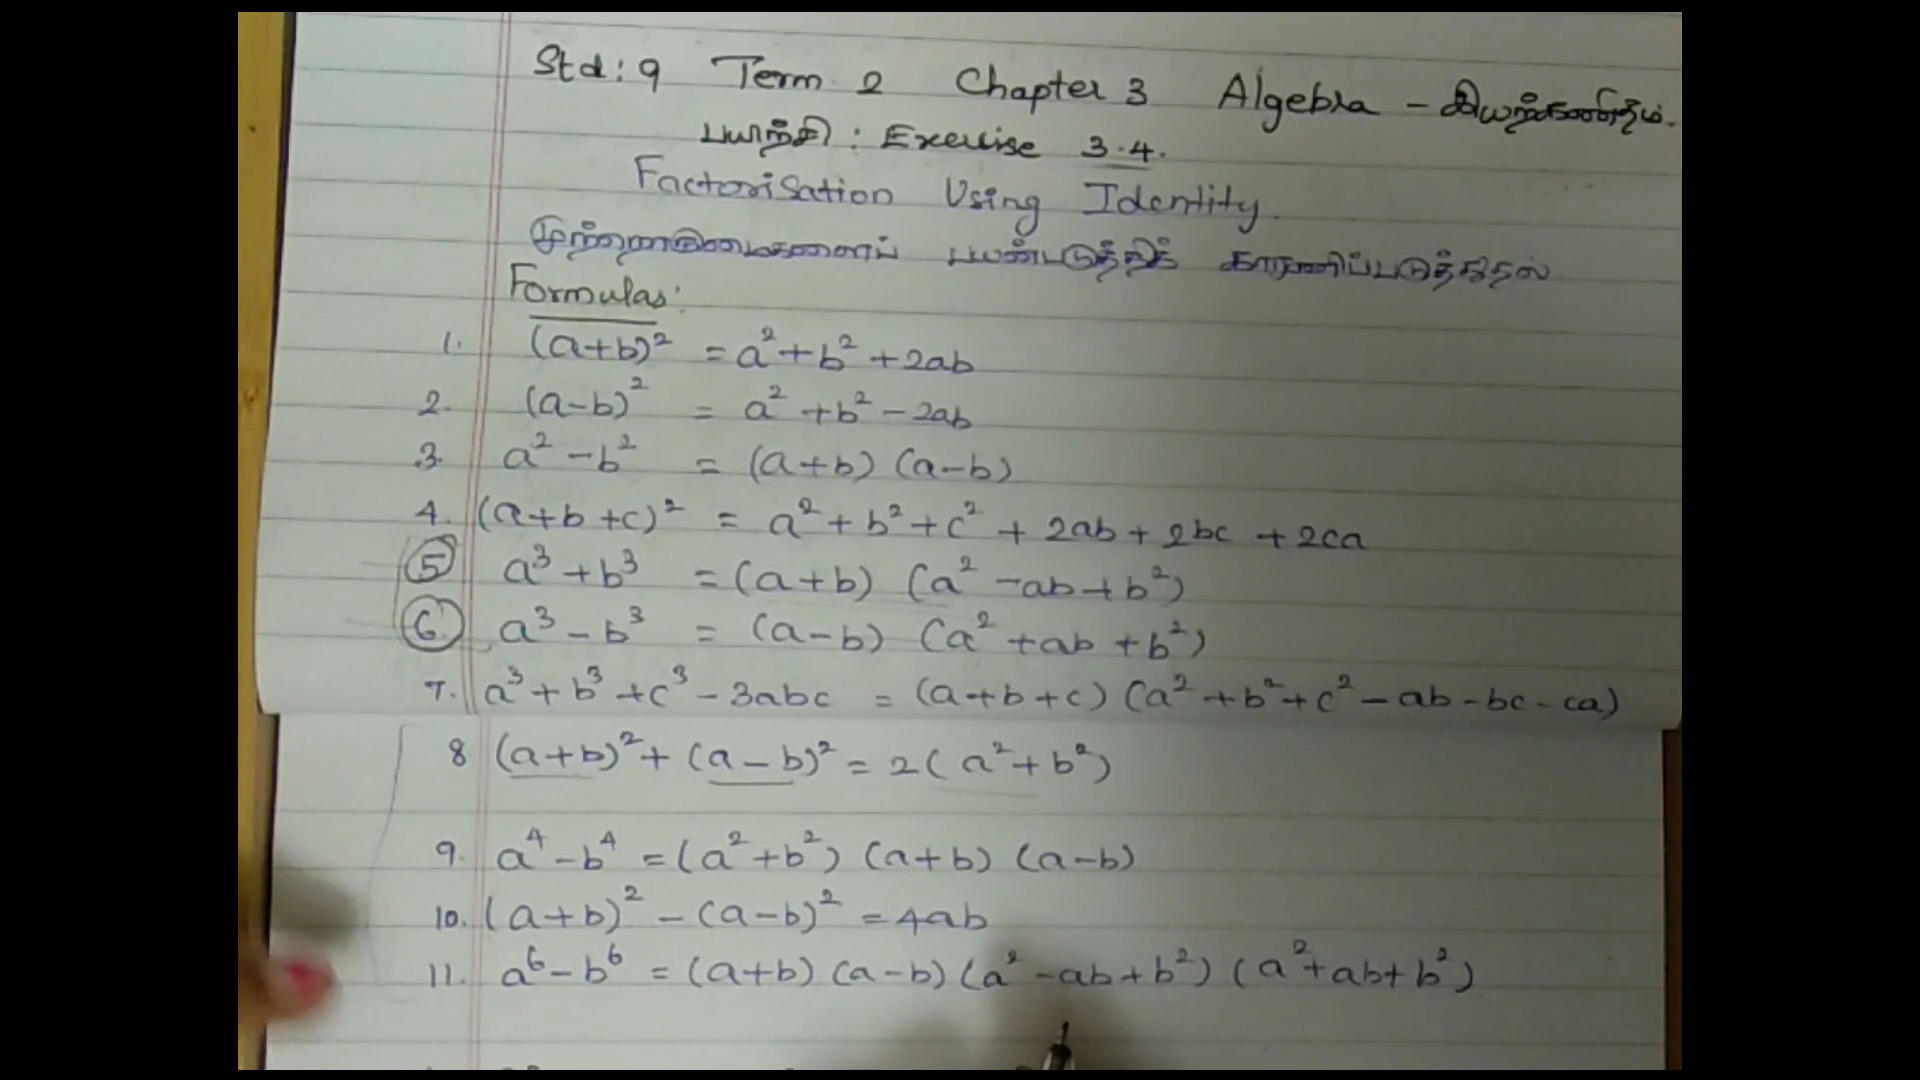 Std: 9 Term 2 Chapter 3 Algebra - இயற்கணிதம்.
பயிற்சி : Exercise 3.4.
Factorisation Using Identity.
முற்றொருமைகளைப் பயன்படுத்திக் காரணிப்படுத்துதல்
Formulas:
1. (a+b)² = a²+b²+2ab
2. (a-b)² = a²+b²-2ab
3. a²-b² = (a+b) (a-b)
4. (a+b+c)² = a²+b²+c²+2ab+2bc+2ca
5 a³+b³ = (a+b) (a²-ab+b²)
6. a³-b³ = (a-b) (a²+ab+b²)
7. a³+b³+c³-3abc = (a+b+c) (a²+b²+c²-ab-bc-ca)
8 (a+b)²+(a-b)² = 2(a²+b²)
9. a⁴-b⁴ = (a²+b²) (a+b) (a-b)
10. (a+b)²-(a-b)² = 4ab
11. a⁶-b⁶ = (a+b) (a-b) (a²-ab+b²) (a²+ab+b²)